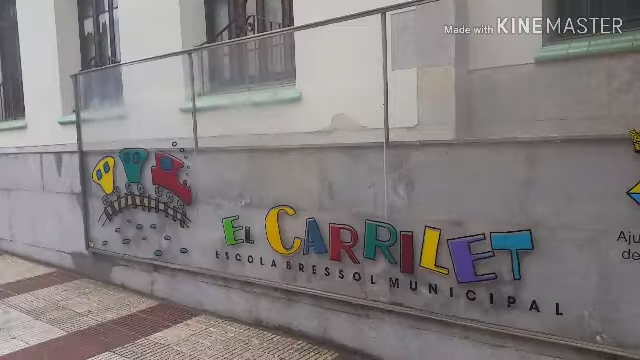 Made with KINEMASTER
EL CARRILET
ESCOLA BRESSOL MUNICIPAL